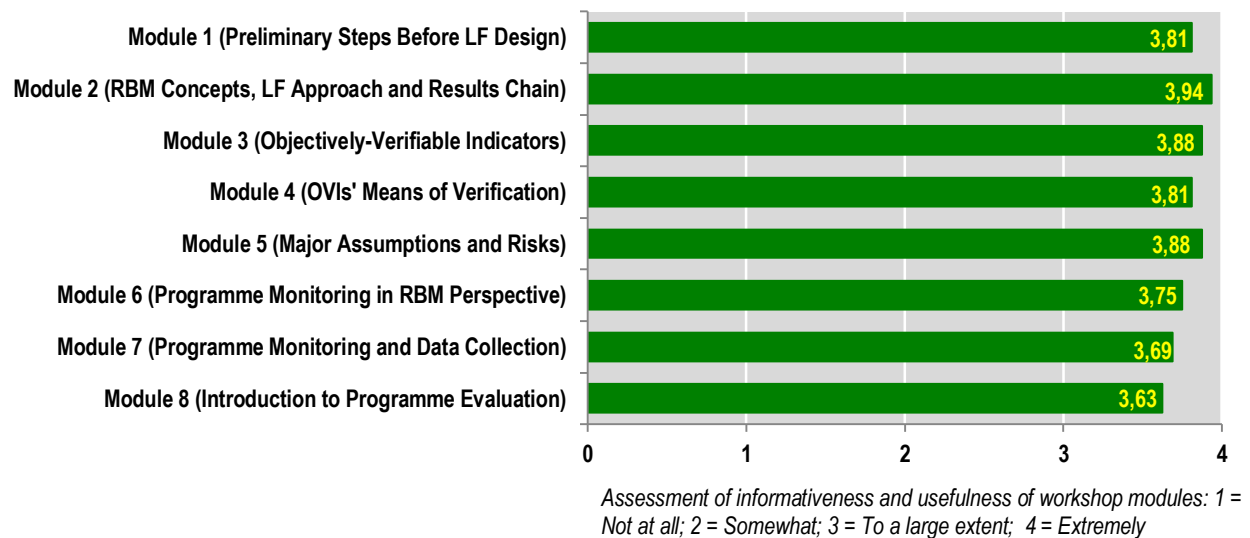 Module 1 (Preliminary Steps Before LF Design) 3,81
Module 2 (RBM Concepts, LF Approach and Results Chain) 3,94
Module 3 (Objectively-Verifiable Indicators) 3,88
Module 4 (OVIs' Means of Verification) 3,81
Module 5 (Major Assumptions and Risks) 3,88
Module 6 (Programme Monitoring in RBM Perspective) 3,75
Module 7 (Programme Monitoring and Data Collection) 3,69
Module 8 (Introduction to Programme Evaluation) 3,63
0 1 2 3 4
Assessment of informativeness and usefulness of workshop modules: 1 =
Not at all; 2 = Somewhat; 3 = To a large extent; 4 = Extremely